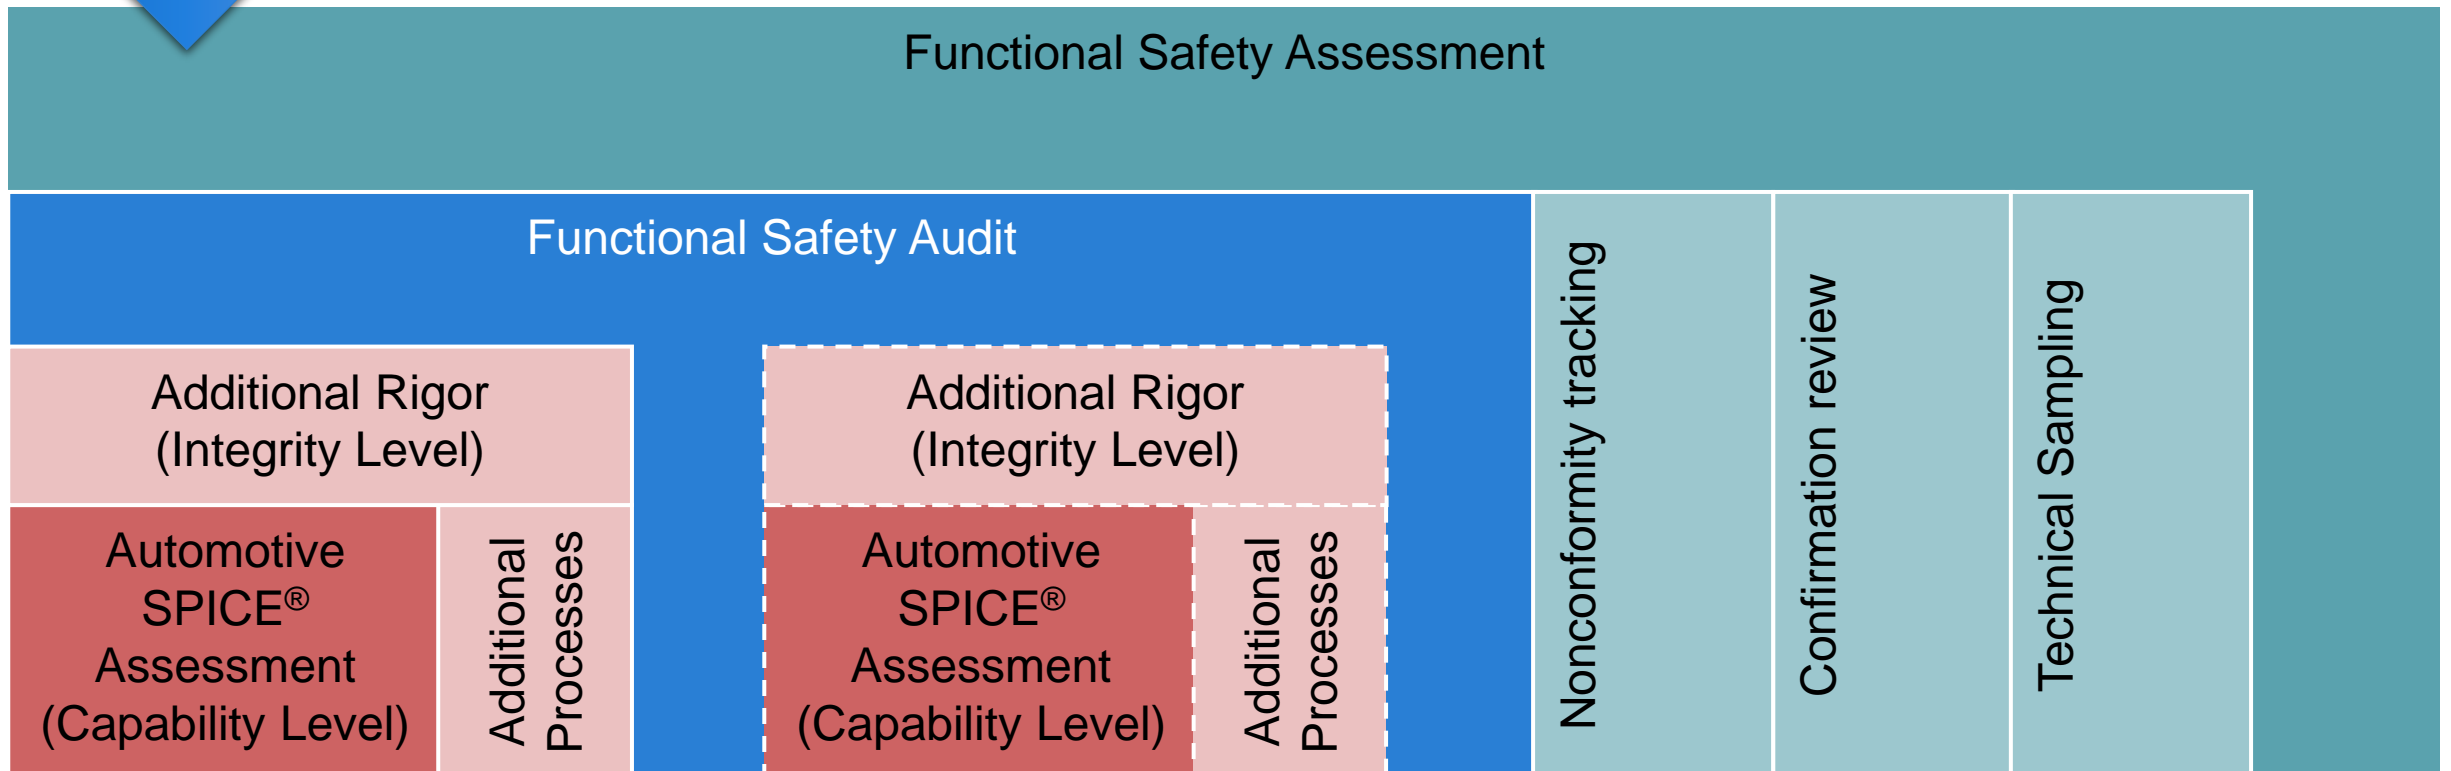 Functional Safety Assessment
Functional Safety Audit
Additional Rigor
(Integrity Level)
Automotive
SPICE®
Assessment
(Capability Level)
Additional
Processes
Additional Rigor
(Integrity Level)
Automotive
SPICE®
Assessment
(Capability Level)
Additional
Processes
Nonconformity tracking
Confirmation review
Technical Sampling